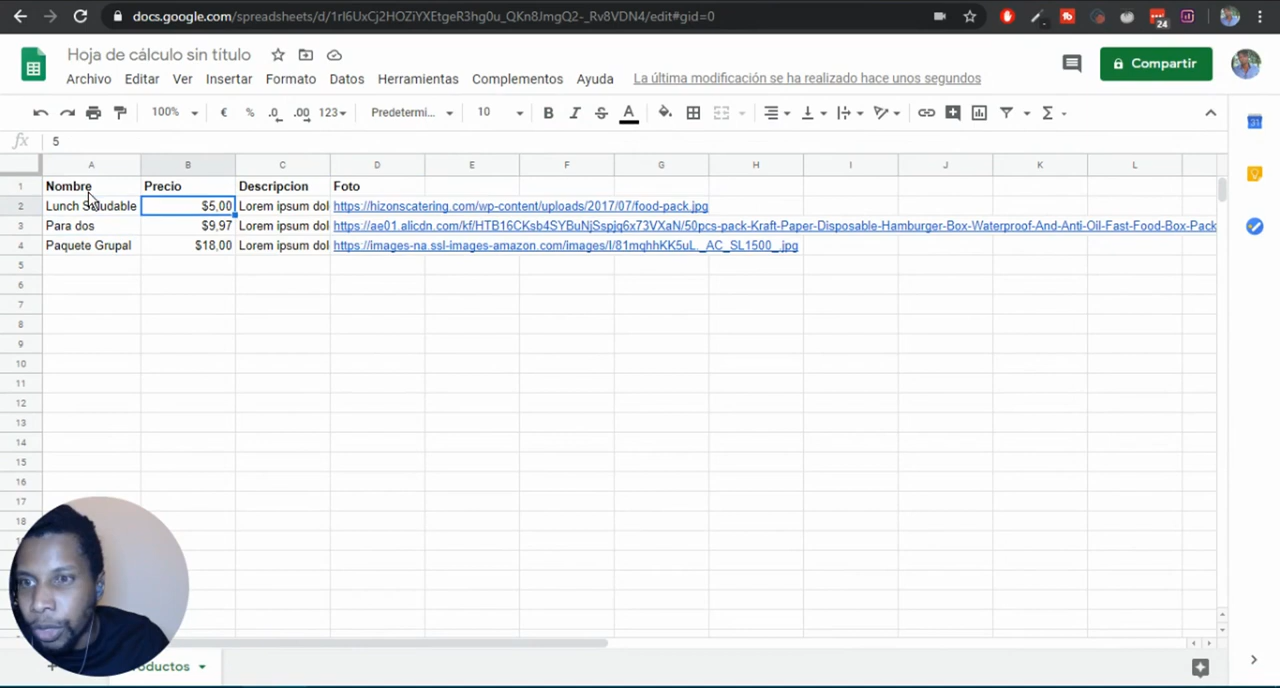 docs.google.com/spreadsheets/d/1rI6UxCj2HOZiYXEtgeR3hg0u_QKn8JmgQ2-_Rv8VDN4/edit#gid=0
24
Hoja de cálculo sin título
Archivo Editar Ver Insertar Formato Datos Herramientas Complementos Ayuda La última modificación se ha realizado hace unos segundos
Compartir
100% € % .0 .00 123 Predetermi... 10 B I S A Σ
fx 5
A B C D E F G H I J K L
1 Nombre Precio Descripcion Foto
2 Lunch Saludable $5,00 Lorem ipsum dol https://hizonscatering.com/wp-content/uploads/2017/07/food-pack.jpg
3 Para dos $9,97 Lorem ipsum dol https://ae01.alicdn.com/kf/HTB16CKsb4SYBuNjSspjq6x73VXaN/50pcs-pack-Kraft-Paper-Disposable-Hamburger-Box-Waterproof-And-Anti-Oil-Fast-Food-Box-Pack
4 Paquete Grupal $18,00 Lorem ipsum dol https://images-na.ssl-images-amazon.com/images/I/81mqhhKK5uL._AC_SL1500_.jpg
5
6
7
8
9
10
11
12
13
14
15
16
17
18
oductos
31